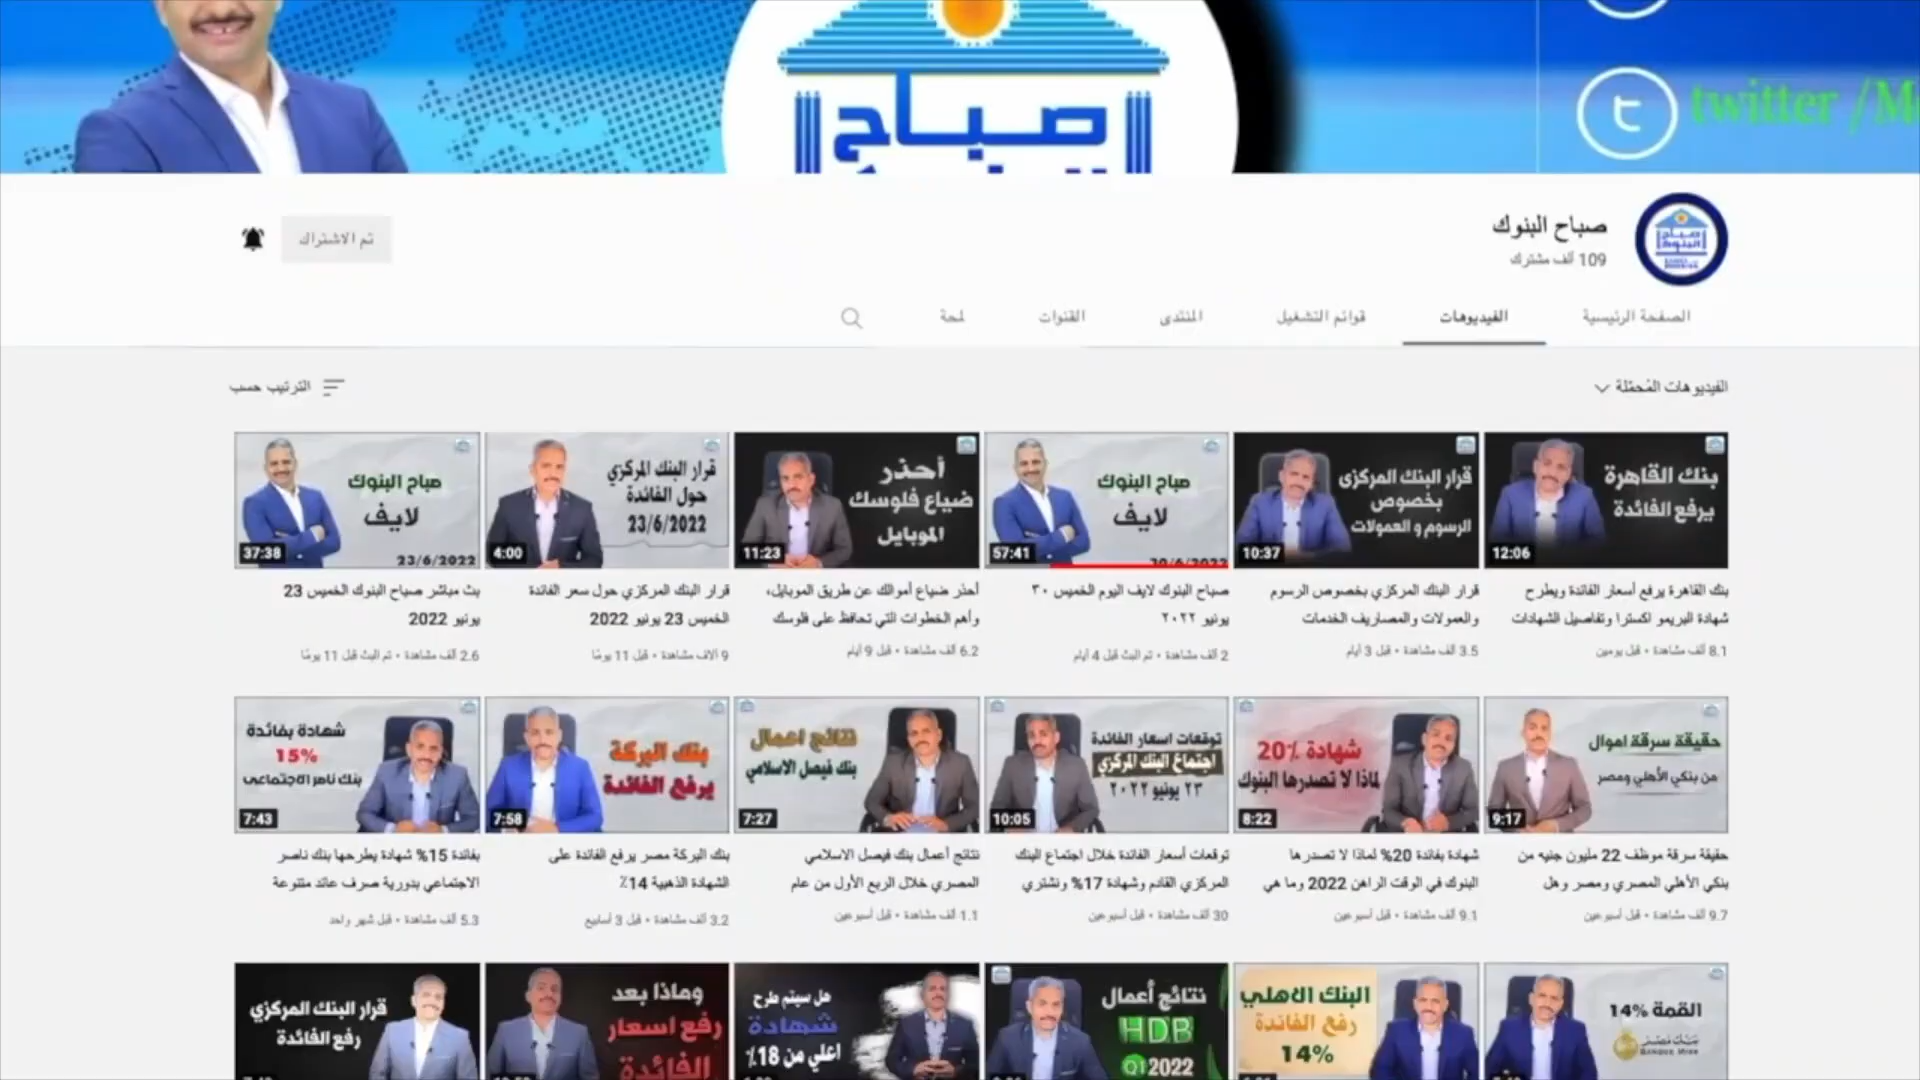 صباح
twitter /M
صباح البنوك
109 ألف مشترك
تم الاشتراك
الصفحة الرئيسية
الفيديوهات
قوائم التشغيل
المنتدى
القنوات
لمحة
الفيديوهات المُحمّلة
الترتيب حسب
بنك القاهرة
يرفع الفائدة
12:06
قرار البنك المركزى
بخصوص
الرسوم و العمولات
10:37
صباح البنوك
لايف
57:41
30/6/2022
أحذر
ضياع فلوسك
الموبايل
11:23
قرار البنك المركزي
حول الفائدة
23/6/2022
4:00
صباح البنوك
لايف
37:38
23/6/2022
بنك القاهرة يرفع أسعار الفائدة ويطرح
شهادة البريمو اكسترا وتفاصيل الشهادات
8.1 ألف مشاهدة • قبل يومين
قرار البنك المركزي بخصوص الرسوم
والعمولات والمصاريف الخدمات
3.5 ألف مشاهدة • قبل 3 أيام
صباح البنوك لايف اليوم الخميس ٣٠
يونيو ٢٠٢٢
2 ألف مشاهدة • تم البث قبل 4 أيام
أحذر ضياع أموالك عن طريق الموبايل،
وأهم الخطوات التي تحافظ على فلوسك
6.2 ألف مشاهدة • قبل 9 أيام
قرار البنك المركزي حول سعر الفائدة
الخميس 23 يونيو 2022
9 آلاف مشاهدة • قبل 11 يومًا
بث مباشر صباح البنوك الخميس 23
يونيو 2022
2.6 ألف مشاهدة • تم البث قبل 11 يومًا
حقيقة سرقة اموال
من بنكي الأهلي ومصر
9:17
شهادة 20٪
لماذا لا تصدرها البنوك
8:22
توقعات اسعار الفائدة
اجتماع البنك المركزي
٢٣ يونيو ٢٠٢٢
10:05
نتائج اعمال
بنك فيصل الاسلامي
7:27
بنك البركة
يرفع الفائدة
7:58
شهادة بفائدة
15%
بنك ناصر الاجتماعى
7:43
حقيقة سرقة موظف 22 مليون جنيه من
بنكي الأهلي المصري ومصر وهل
9.7 ألف مشاهدة • قبل أسبوعين
شهادة بفائدة 20% لماذا لا تصدرها
البنوك في الوقت الراهن 2022 وما هي
9.1 ألف مشاهدة • قبل أسبوعين
توقعات أسعار الفائدة خلال اجتماع البنك
المركزي القادم وشهادة 17% ونشتري
30 ألف مشاهدة • قبل أسبوعين
نتائج أعمال بنك فيصل الاسلامي
المصري خلال الربع الأول من عام
1.1 ألف مشاهدة • قبل أسبوعين
بنك البركة مصر يرفع الفائدة على
الشهادة الذهبية 14٪
3.2 ألف مشاهدة • قبل 3 أسابيع
بفائدة 15% شهادة يطرحها بنك ناصر
الاجتماعي بدورية صرف عائد متنوعة
5.3 ألف مشاهدة • قبل شهر واحد
القمة 14%
بنك مصر
BANQUE MISR
البنك الاهلي
رفع الفائدة
14%
نتائج أعمال
HDB
Q1 2022
هل سيتم طرح
شهادة
اعلي من 18٪
وماذا بعد
رفع اسعار
الفائدة
قرار البنك المركزي
رفع الفائدة